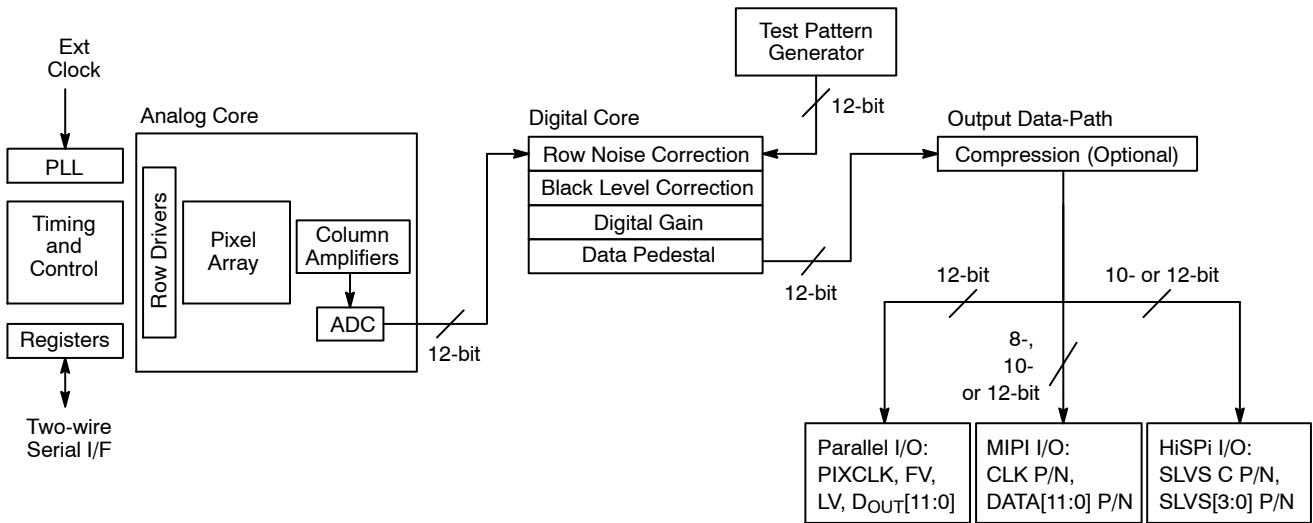 Ext
Clock
PLL
Timing
and
Control
Registers
Two-wire
Serial I/F
Analog Core
Row Drivers
Pixel
Array
Column
Amplifiers
ADC
12-bit
Digital Core
Row Noise Correction
Black Level Correction
Digital Gain
Data Pedestal
Test Pattern
Generator
12-bit
12-bit
Output Data-Path
Compression (Optional)
12-bit
8-,
10-
or 12-bit
10- or 12-bit
Parallel I/O:
PIXCLK, FV,
LV, DOUT[11:0]
MIPI I/O:
CLK P/N,
DATA[11:0] P/N
HiSPi I/O:
SLVS C P/N,
SLVS[3:0] P/N